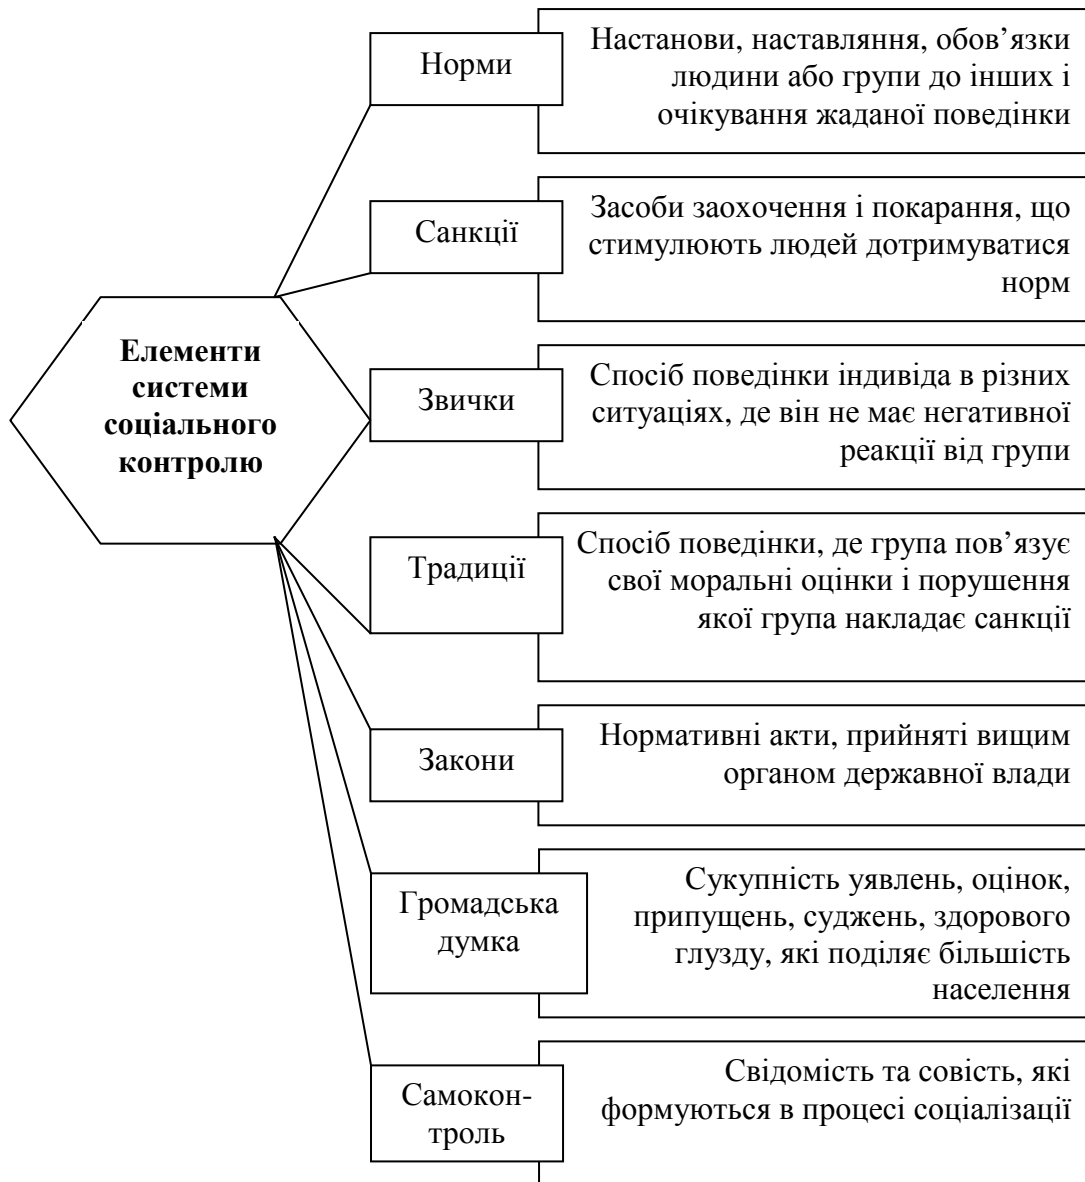 Норми
Настанови, наставляння, обов’язки
людини або групи до інших і
очікування жаданої поведінки
Санкції
Засоби заохочення і покарання, що
стимулюють людей дотримуватися
норм
Елементи
системи
соціального
контролю
Звички
Спосіб поведінки індивіда в різних
ситуаціях, де він не має негативної
реакції від групи
Традиції
Спосіб поведінки, де група пов’язує
свої моральні оцінки і порушення
якої група накладає санкції
Закони
Нормативні акти, прийняті вищим
органом державної влади
Громадська
думка
Сукупність уявлень, оцінок,
припущень, суджень, здорового
глузду, які поділяє більшість
населення
Самокон-
троль
Свідомість та совість, які
формуються в процесі соціалізації